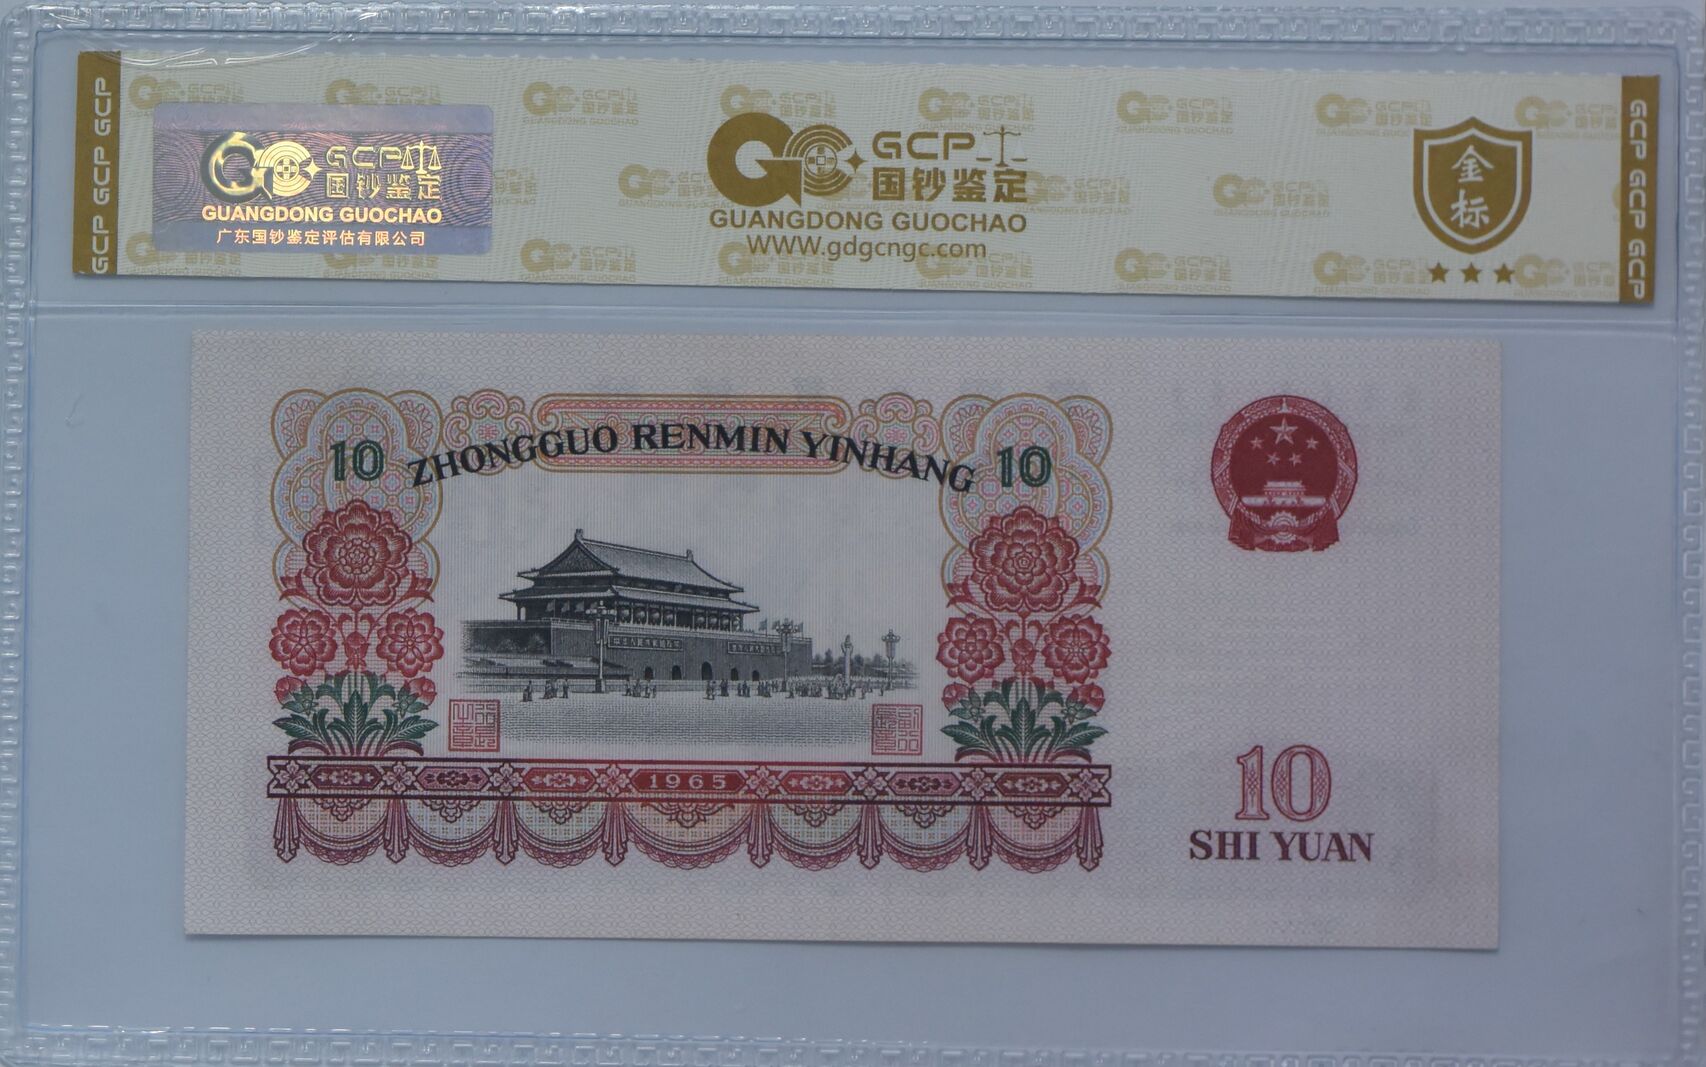 GCP GCP GCP
GCP
国钞鉴定
GUANGDONG GUOCHAO
广东国钞鉴定评估有限公司
GCP
国钞鉴定
GUANGDONG GUOCHAO
WWW.gdgcngc.com
金标
GCP GCP GCP
10 ZHONGGUO RENMIN YINHANG 10
1965
10
SHI YUAN